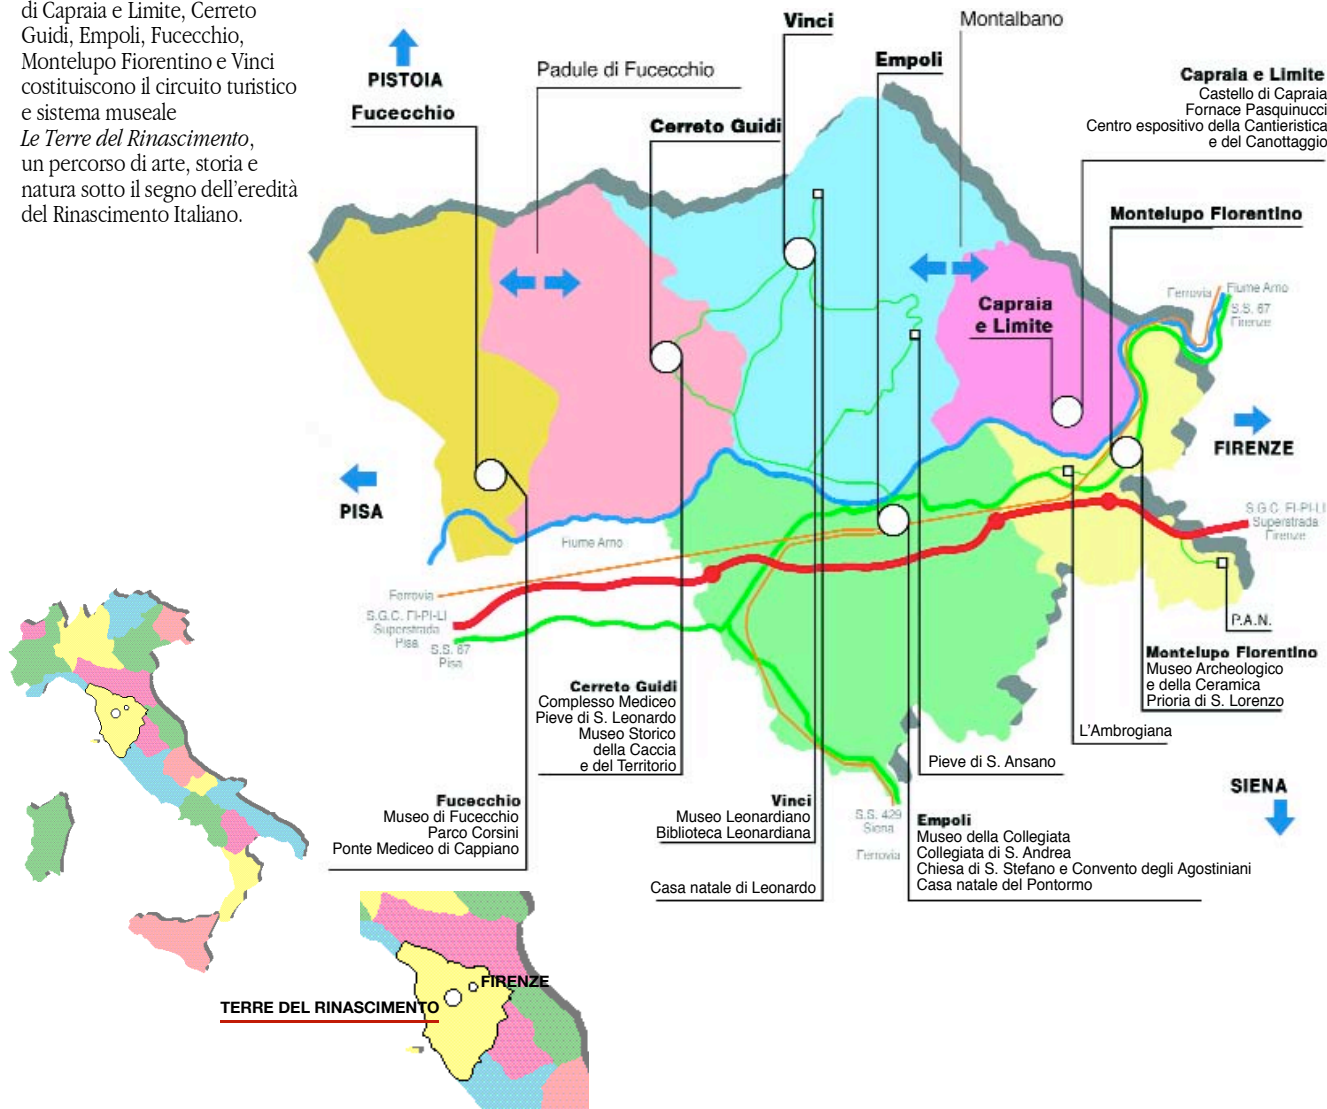 di Capraia e Limite, Cerreto
Guidi, Empoli, Fucecchio,
Montelupo Fiorentino e Vinci
costituiscono il circuito turistico
e sistema museale
Le Terre del Rinascimento,
un percorso di arte, storia e
natura sotto il segno dell'eredità
del Rinascimento Italiano.
PISTOIA
Fucecchio
Padule di Fucecchio
Cerreto Guidi
Vinci
Empoli
Montalbano
Capraia e Limite
Castello di Capraia
Fornace Pasquinucci
Centro espositivo della Cantieristica
e del Canottaggio
Montelupo Fiorentino
Capraia
e Limite
Ferrovia
Fiume Arno
S.S. 67
Firenze
FIRENZE
PISA
S.G.C. FI-PI-LI
Superstrada
Firenze
Fiume Arno
Ferrovia
S.G.C. FI-PI-LI
Superstrada
Pisa
S.S. 67
Pisa
P.A.N.
Montelupo Fiorentino
Museo Archeologico
e della Ceramica
Prioria di S. Lorenzo
L'Ambrogiana
Pieve di S. Ansano
Cerreto Guidi
Complesso Mediceo
Pieve di S. Leonardo
Museo Storico
della Caccia
e del Territorio
SIENA
Fucecchio
Museo di Fucecchio
Parco Corsini
Ponte Mediceo di Cappiano
Vinci
Museo Leonardiano
Biblioteca Leonardiana
Casa natale di Leonardo
S.S. 429
Siena
Ferrovia
Empoli
Museo della Collegiata
Collegiata di S. Andrea
Chiesa di S. Stefano e Convento degli Agostiniani
Casa natale del Pontormo
FIRENZE
TERRE DEL RINASCIMENTO